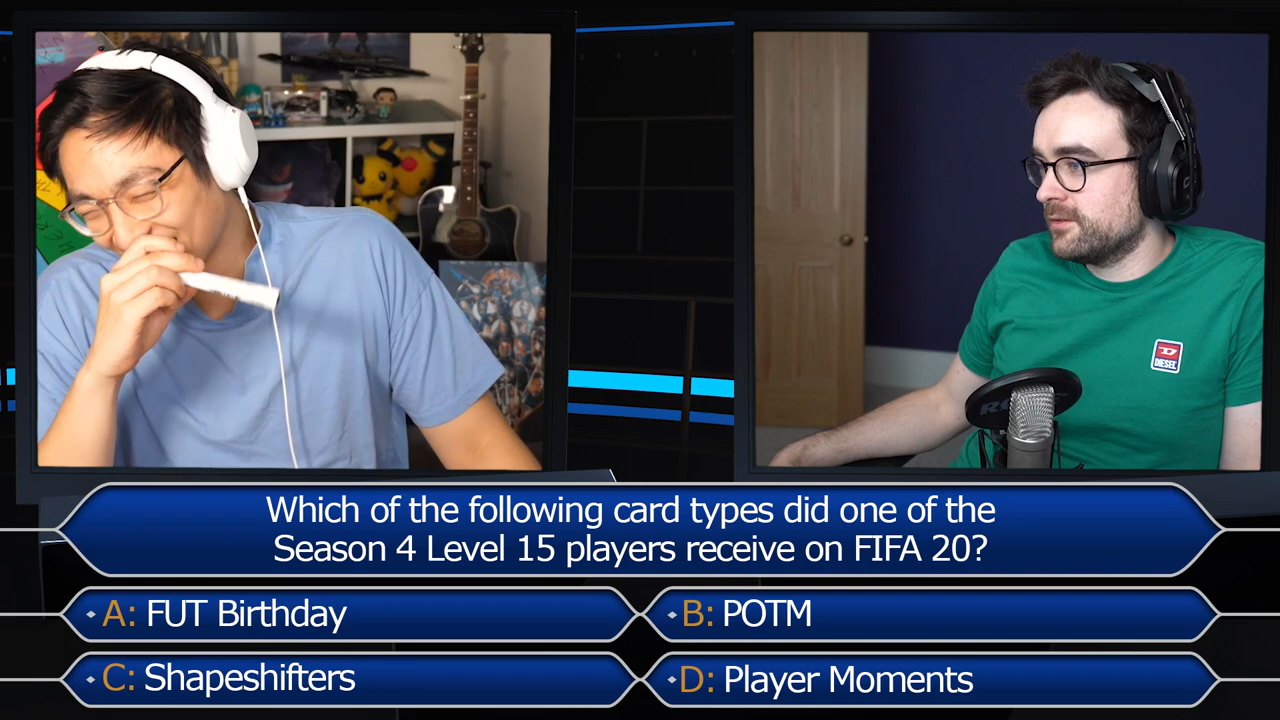 DIESEL
Which of the following card types did one of the
Season 4 Level 15 players receive on FIFA 20?
A: FUT Birthday
B: POTM
C: Shapeshifters
D: Player Moments